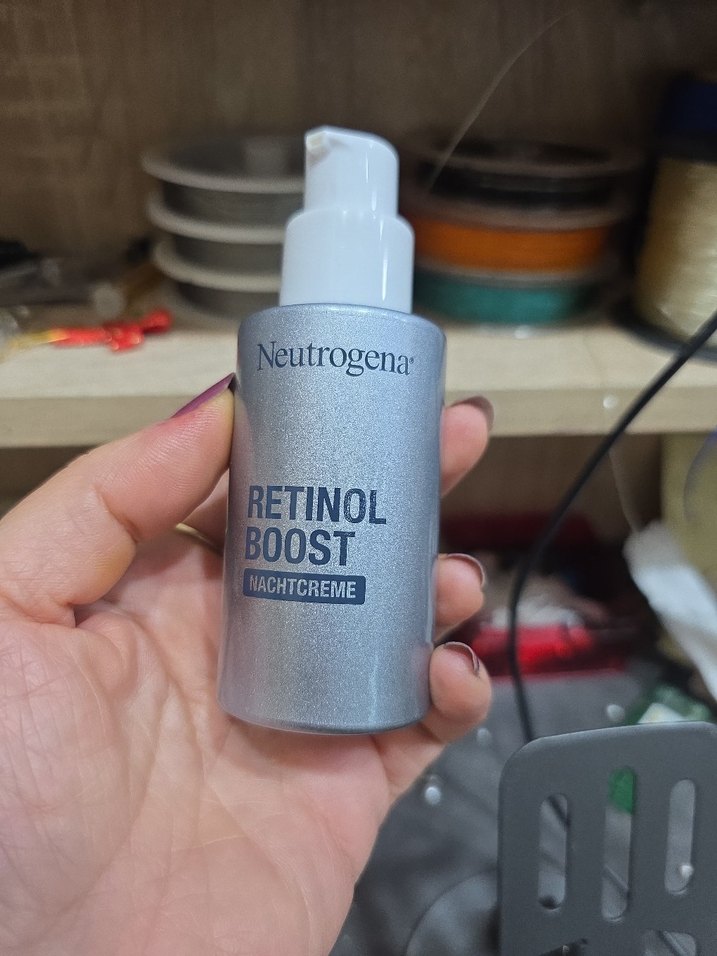 Neutrogena®
RETINOL
BOOST
NACHTCREME